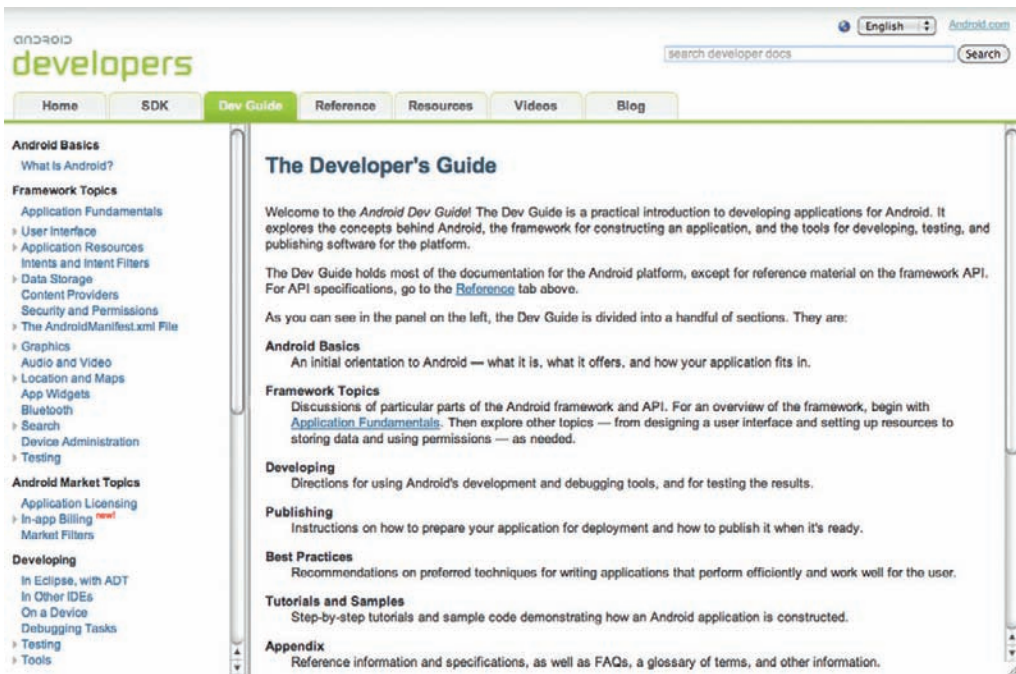 English
Android.com
android
developers
search developer docs
Search
Home SDK Dev Guide Reference Resources Videos Blog
Android Basics
What Is Android?
Framework Topics
Application Fundamentals
User Interface
Application Resources
Intents and Intent Filters
Data Storage
Content Providers
Security and Permissions
The AndroidManifest.xml File
Graphics
Audio and Video
Location and Maps
App Widgets
Bluetooth
Search
Device Administration
Testing
Android Market Topics
Application Licensing
In-app Billing new!
Market Filters
Developing
In Eclipse, with ADT
In Other IDEs
On a Device
Debugging Tasks
Testing
Tools
The Developer's Guide
Welcome to the Android Dev Guide! The Dev Guide is a practical introduction to developing applications for Android. It
explores the concepts behind Android, the framework for constructing an application, and the tools for developing, testing, and
publishing software for the platform.
The Dev Guide holds most of the documentation for the Android platform, except for reference material on the framework API.
For API specifications, go to the Reference tab above.
As you can see in the panel on the left, the Dev Guide is divided into a handful of sections. They are:
Android Basics
An initial orientation to Android — what it is, what it offers, and how your application fits in.
Framework Topics
Discussions of particular parts of the Android framework and API. For an overview of the framework, begin with
Application Fundamentals. Then explore other topics — from designing a user interface and setting up resources to
storing data and using permissions — as needed.
Developing
Directions for using Android's development and debugging tools, and for testing the results.
Publishing
Instructions on how to prepare your application for deployment and how to publish it when it's ready.
Best Practices
Recommendations on preferred techniques for writing applications that perform efficiently and work well for the user.
Tutorials and Samples
Step-by-step tutorials and sample code demonstrating how an Android application is constructed.
Appendix
Reference information and specifications, as well as FAQs, a glossary of terms, and other information.